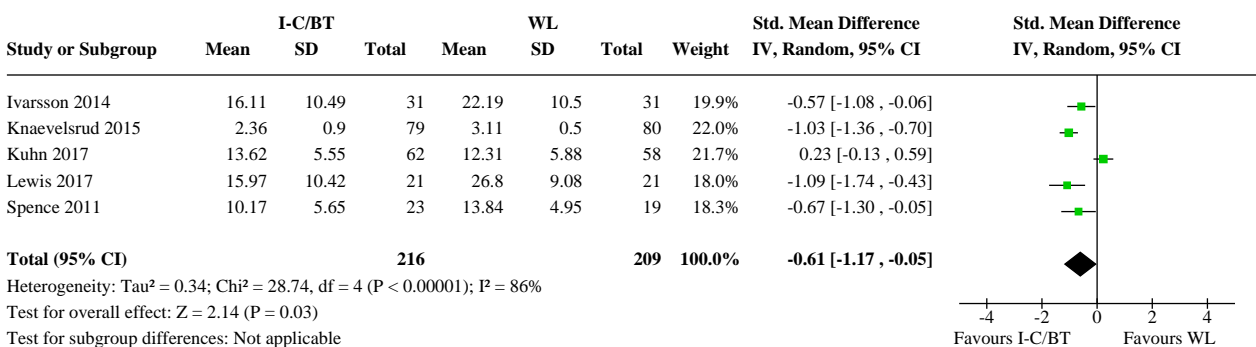 I-C/BT WL Std. Mean Difference Std. Mean Difference
Study or Subgroup Mean SD Total Mean SD Total Weight IV, Random, 95% CI IV, Random, 95% CI
Ivarsson 2014 16.11 10.49 31 22.19 10.5 31 19.9% -0.57 [-1.08 , -0.06]
Knaevelsrud 2015 2.36 0.9 79 3.11 0.5 80 22.0% -1.03 [-1.36 , -0.70]
Kuhn 2017 13.62 5.55 62 12.31 5.88 58 21.7% 0.23 [-0.13 , 0.59]
Lewis 2017 15.97 10.42 21 26.8 9.08 21 18.0% -1.09 [-1.74 , -0.43]
Spence 2011 10.17 5.65 23 13.84 4.95 19 18.3% -0.67 [-1.30 , -0.05]
Total (95% CI) 216 209 100.0% -0.61 [-1.17 , -0.05]
Heterogeneity: Tau² = 0.34; Chi² = 28.74, df = 4 (P < 0.00001); I² = 86%
Test for overall effect: Z = 2.14 (P = 0.03) -4 -2 0 2 4
Test for subgroup differences: Not applicable Favours I-C/BT Favours WL